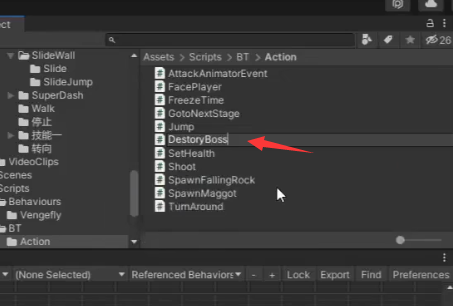 ect
26
SlideWall
Slide
SlideJump
SuperDash
Walk
停止
技能一
转向
VideoClips
Scenes
Scripts
Behaviours
Vengefly
BT
Action
Assets > Scripts > BT > Action
AttackAnimatorEvent
FacePlayer
FreezeTime
GotoNextStage
Jump
DestoryBoss
SetHealth
Shoot
SpawnFallingRock
SpawnMaggot
TurnAround
(None Selected) Referenced Behaviors - + Lock Export Find Preferences